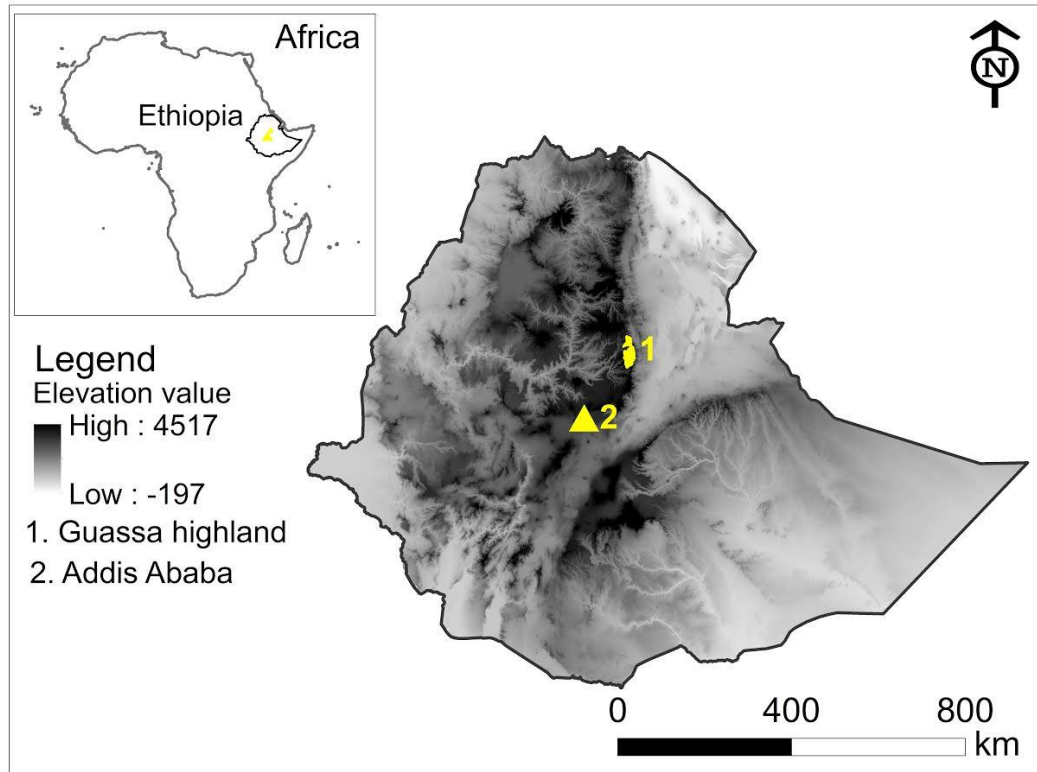 Africa
Ethiopia
N
1
2
Legend
Elevation value
High : 4517
Low : -197
1. Guassa highland
2. Addis Ababa
0 400 800
km